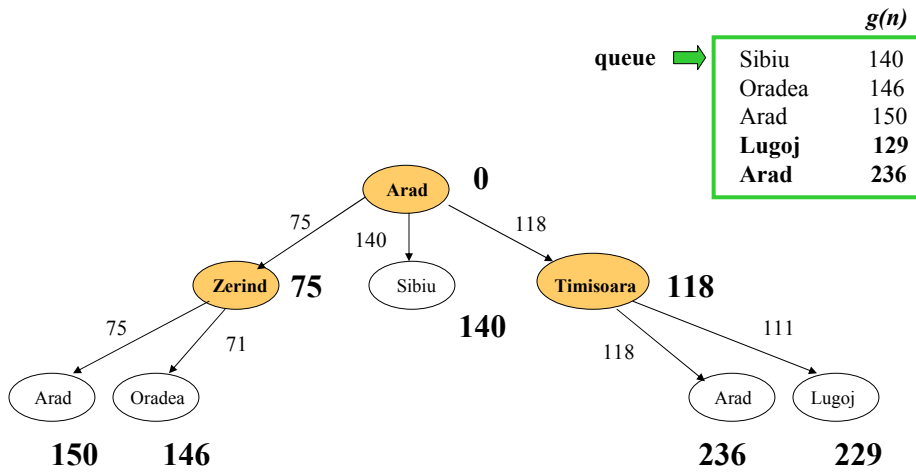 g(n)
queue
Sibiu 140
Oradea 146
Arad 150
Lugoj 129
Arad 236
Arad 0
75
140
118
Zerind 75
Sibiu
Timisoara 118
140
75
71
118
111
Arad
Oradea
Arad
Lugoj
150
146
236
229